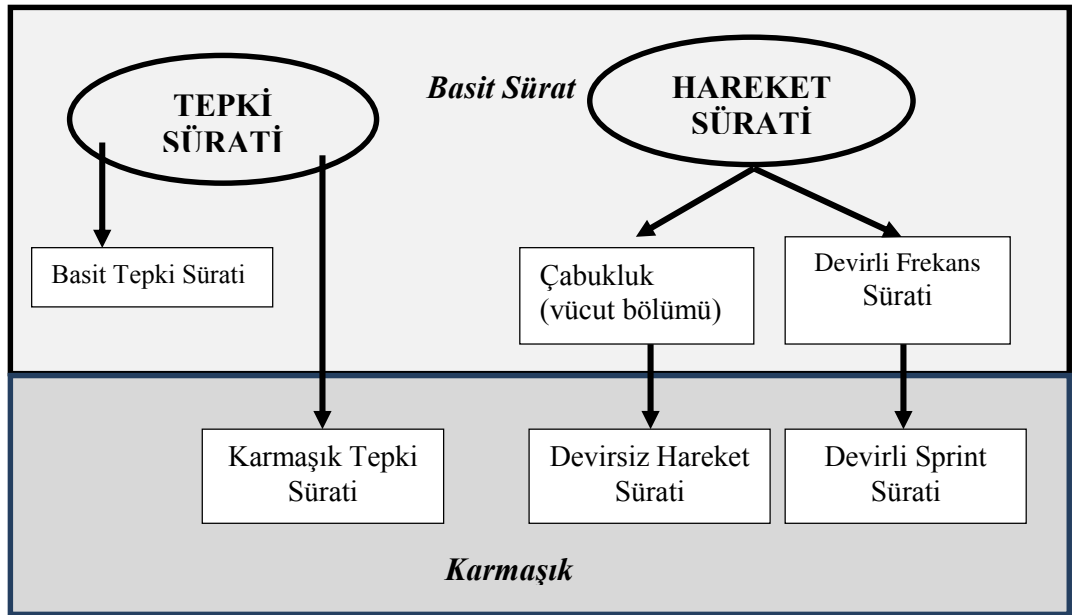 TEPKİ
SÜRATİ
Basit Sürat
HAREKET
SÜRATİ
Basit Tepki Sürati
Çabukluk
(vücut bölümü)
Devirli Frekans
Sürati
Karmaşık Tepki
Sürati
Devirsiz Hareket
Sürati
Devirli Sprint
Sürati
Karmaşık